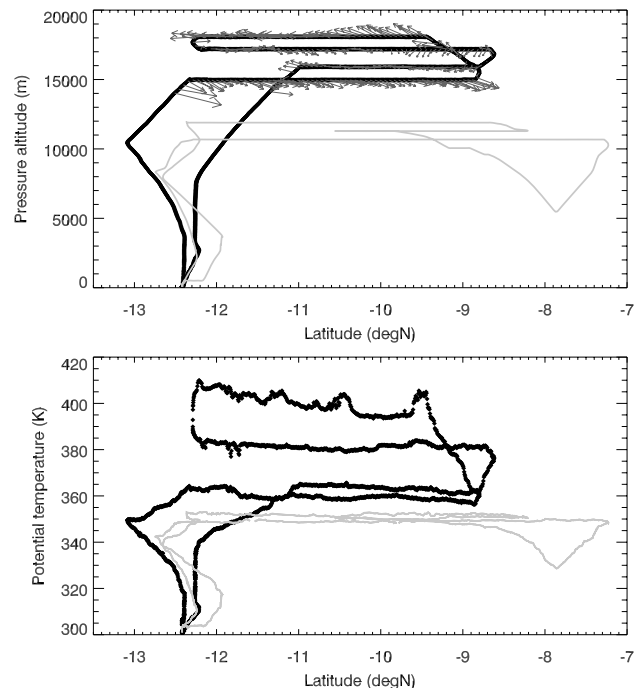 20000
15000
10000
5000
0
Pressure altitude (m)
-13 -12 -11 -10 -9 -8 -7
Latitude (degN)
420
400
380
360
340
320
300
Potential temperature (K)
-13 -12 -11 -10 -9 -8 -7
Latitude (degN)